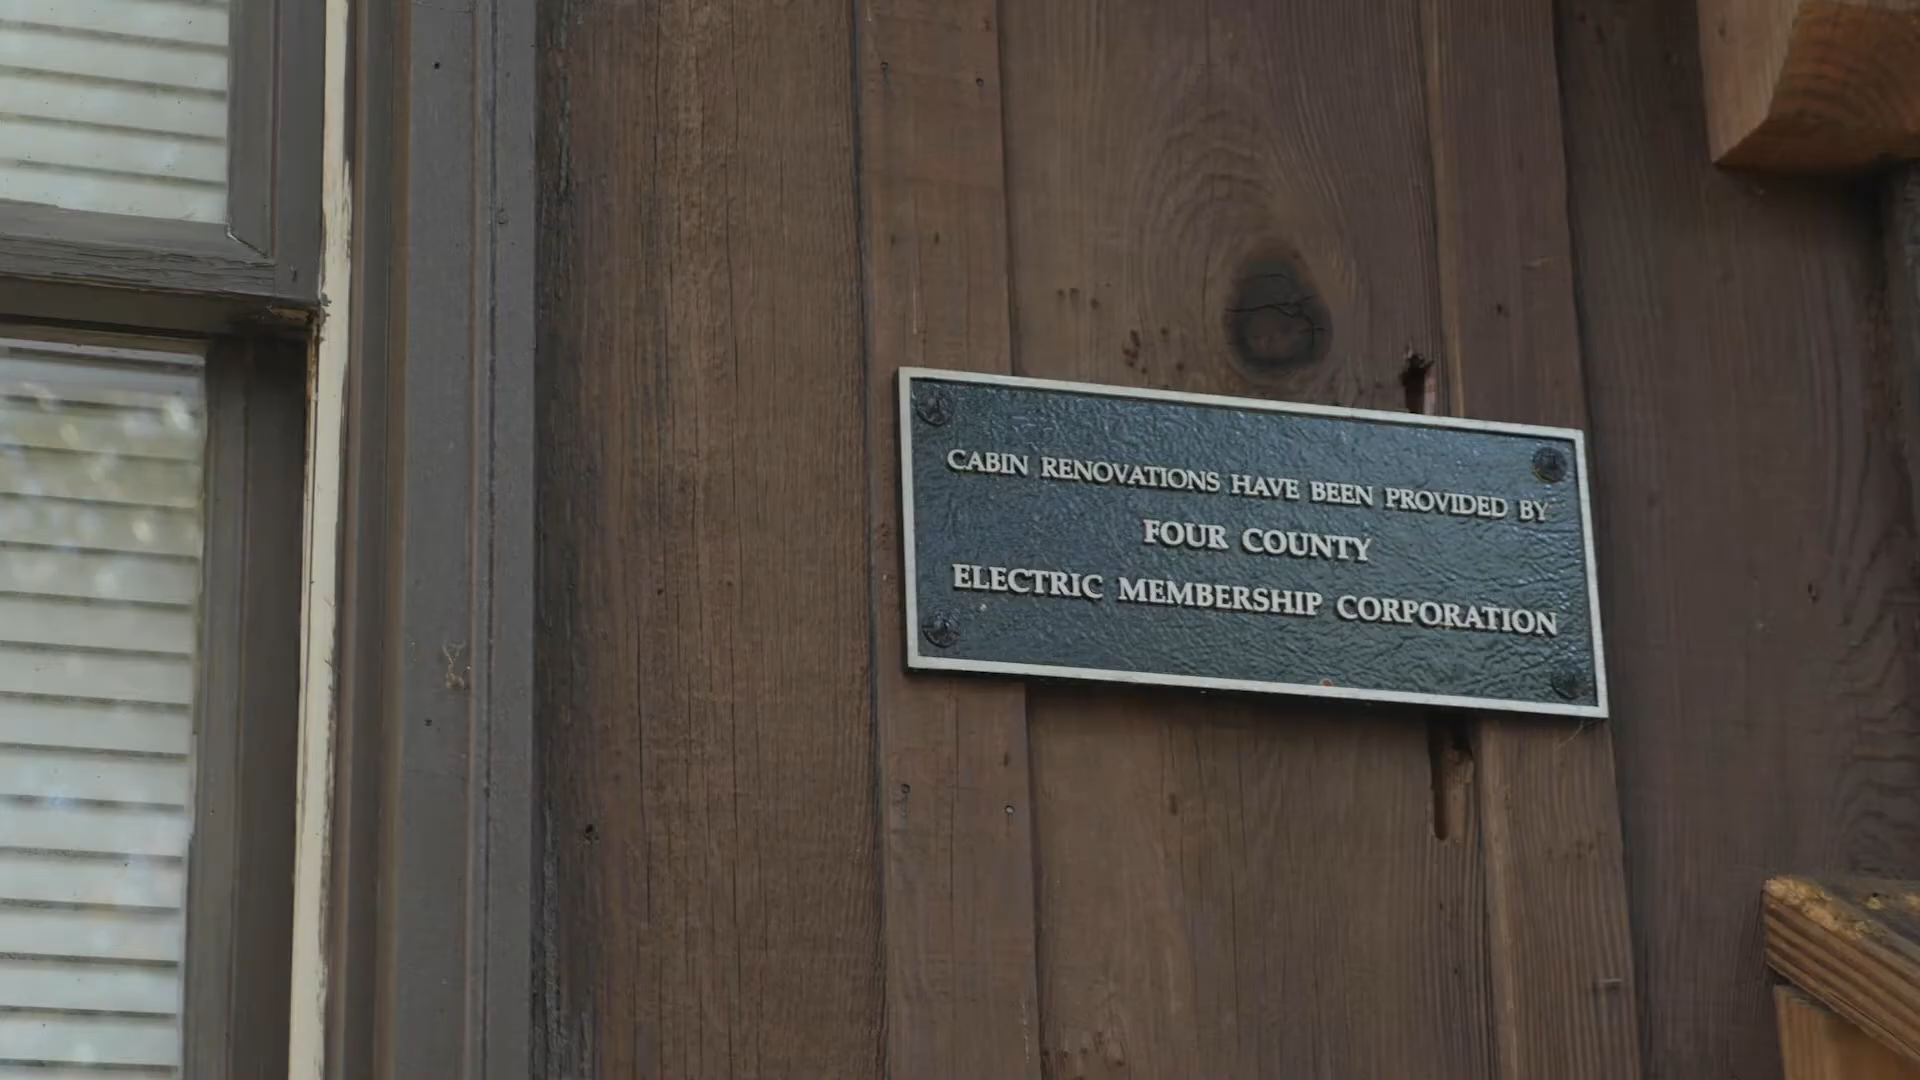 CABIN RENOVATIONS HAVE BEEN PROVIDED BY
FOUR COUNTY
ELECTRIC MEMBERSHIP CORPORATION